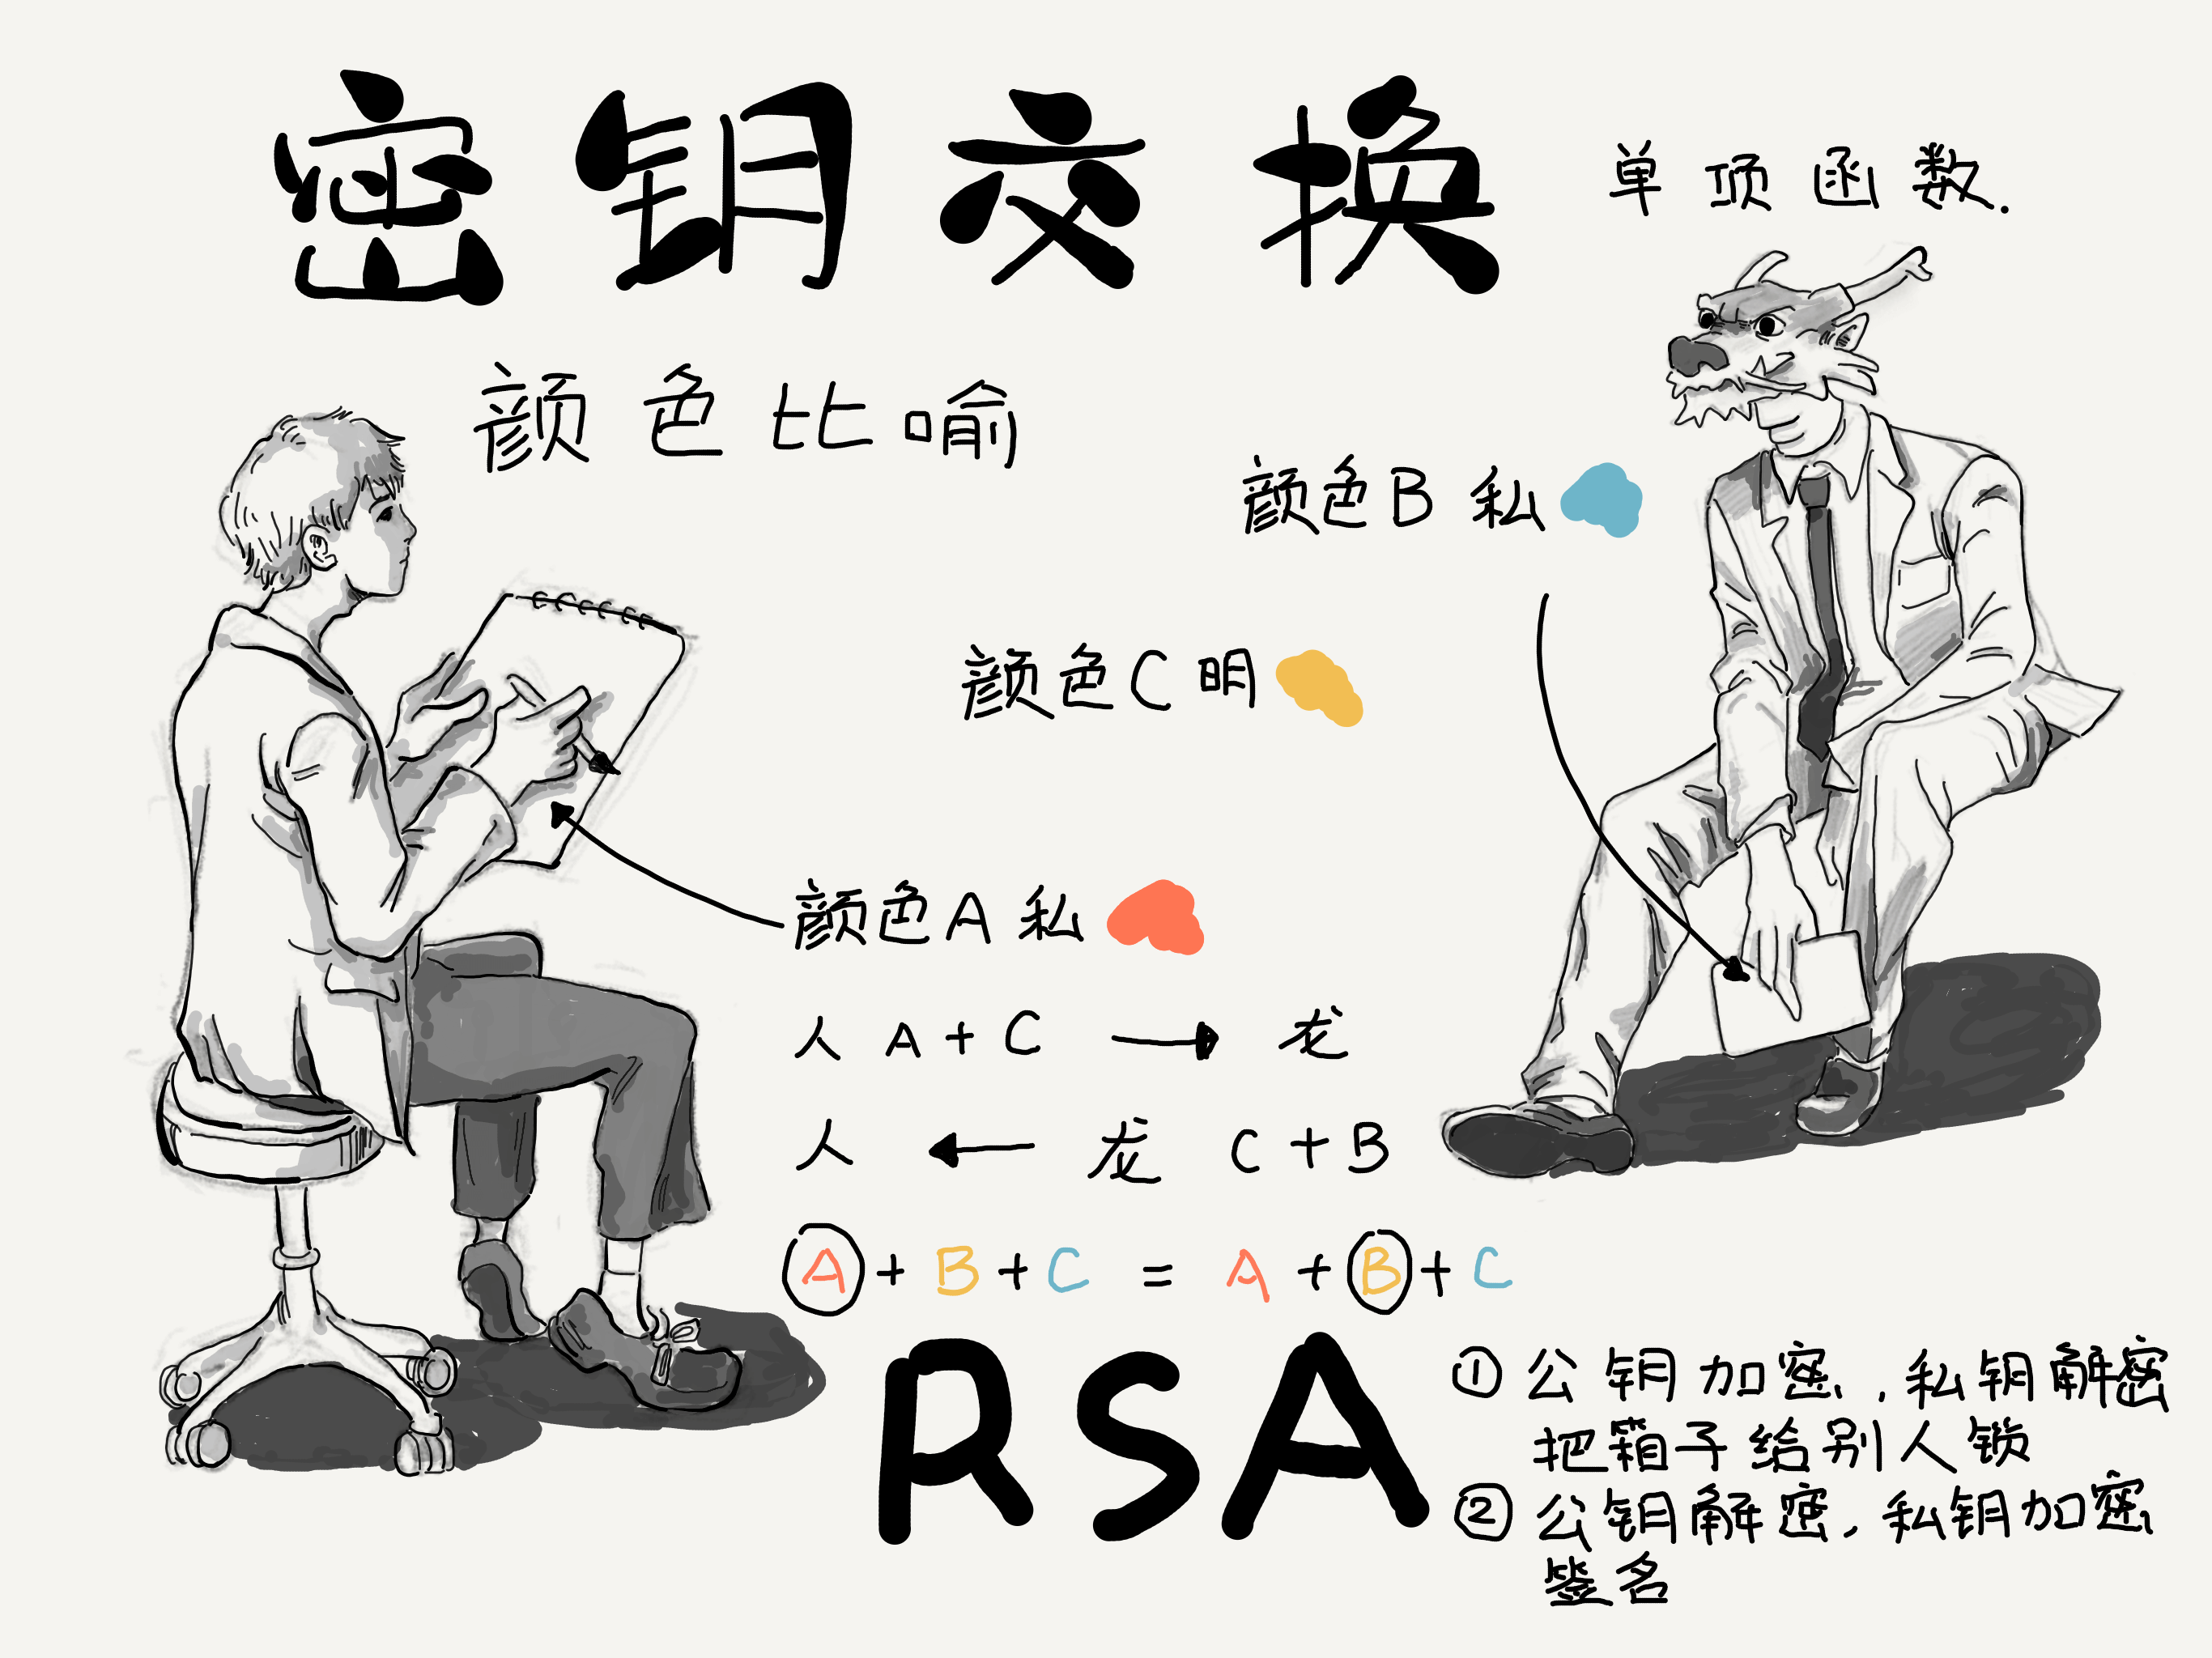 密钥交换
单项函数.
颜色比喻
颜色B 私
颜色C 明
颜色A 私
人 A + C → 龙
人 ← 龙 C + B
A + B + C = A + B + C
RSA
① 公钥加密，私钥解密
把箱子给别人锁
② 公钥解密，私钥加密
签名